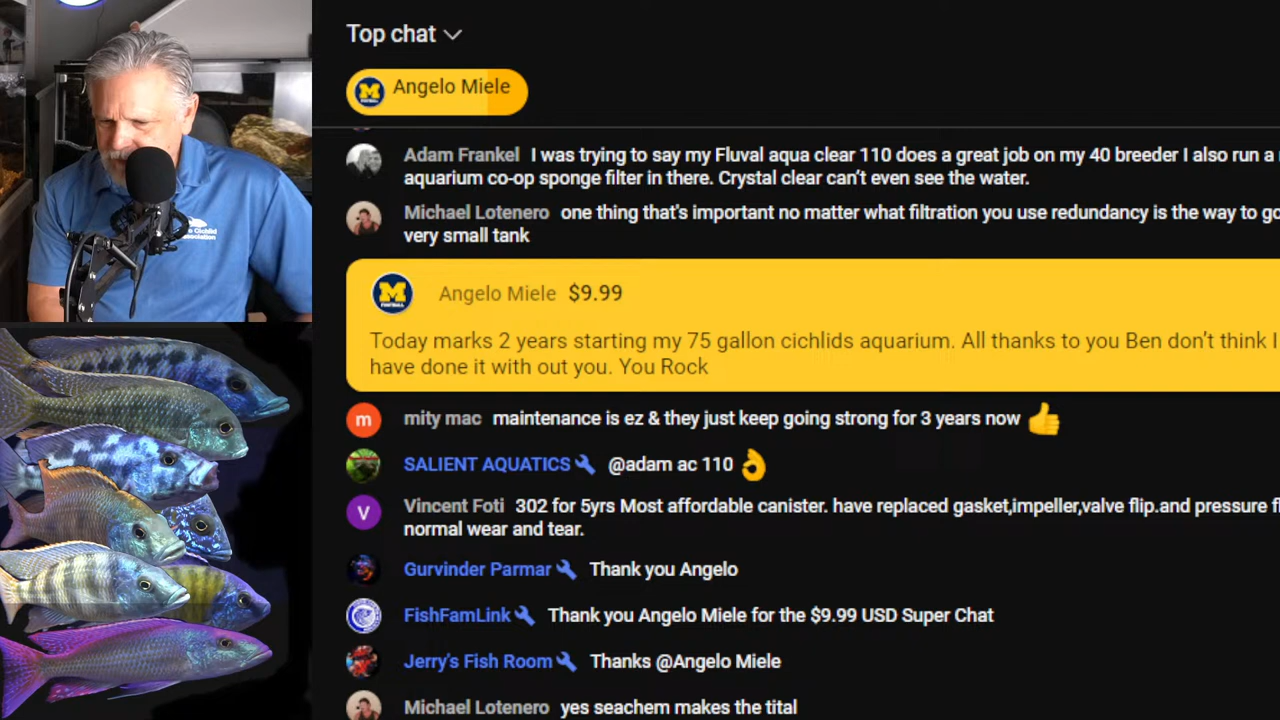 Top chat
Angelo Miele
Adam Frankel I was trying to say my Fluval aqua clear 110 does a great job on my 40 breeder I also run a
aquarium co-op sponge filter in there. Crystal clear can't even see the water.
Michael Lotenero one thing that's important no matter what filtration you use redundancy is the way to go
very small tank
Angelo Miele $9.99
Today marks 2 years starting my 75 gallon cichlids aquarium. All thanks to you Ben don't think I
have done it with out you. You Rock
m mity mac maintenance is ez & they just keep going strong for 3 years now
SALIENT AQUATICS @adam ac 110
V Vincent Foti 302 for 5yrs Most affordable canister. have replaced gasket,impeller,valve flip.and pressure
normal wear and tear.
Gurvinder Parmar Thank you Angelo
FishFamLink Thank you Angelo Miele for the $9.99 USD Super Chat
Jerry's Fish Room Thanks @Angelo Miele
Michael Lotenero yes seachem makes the tital
M
FOOTBALL
Cichlid
Association